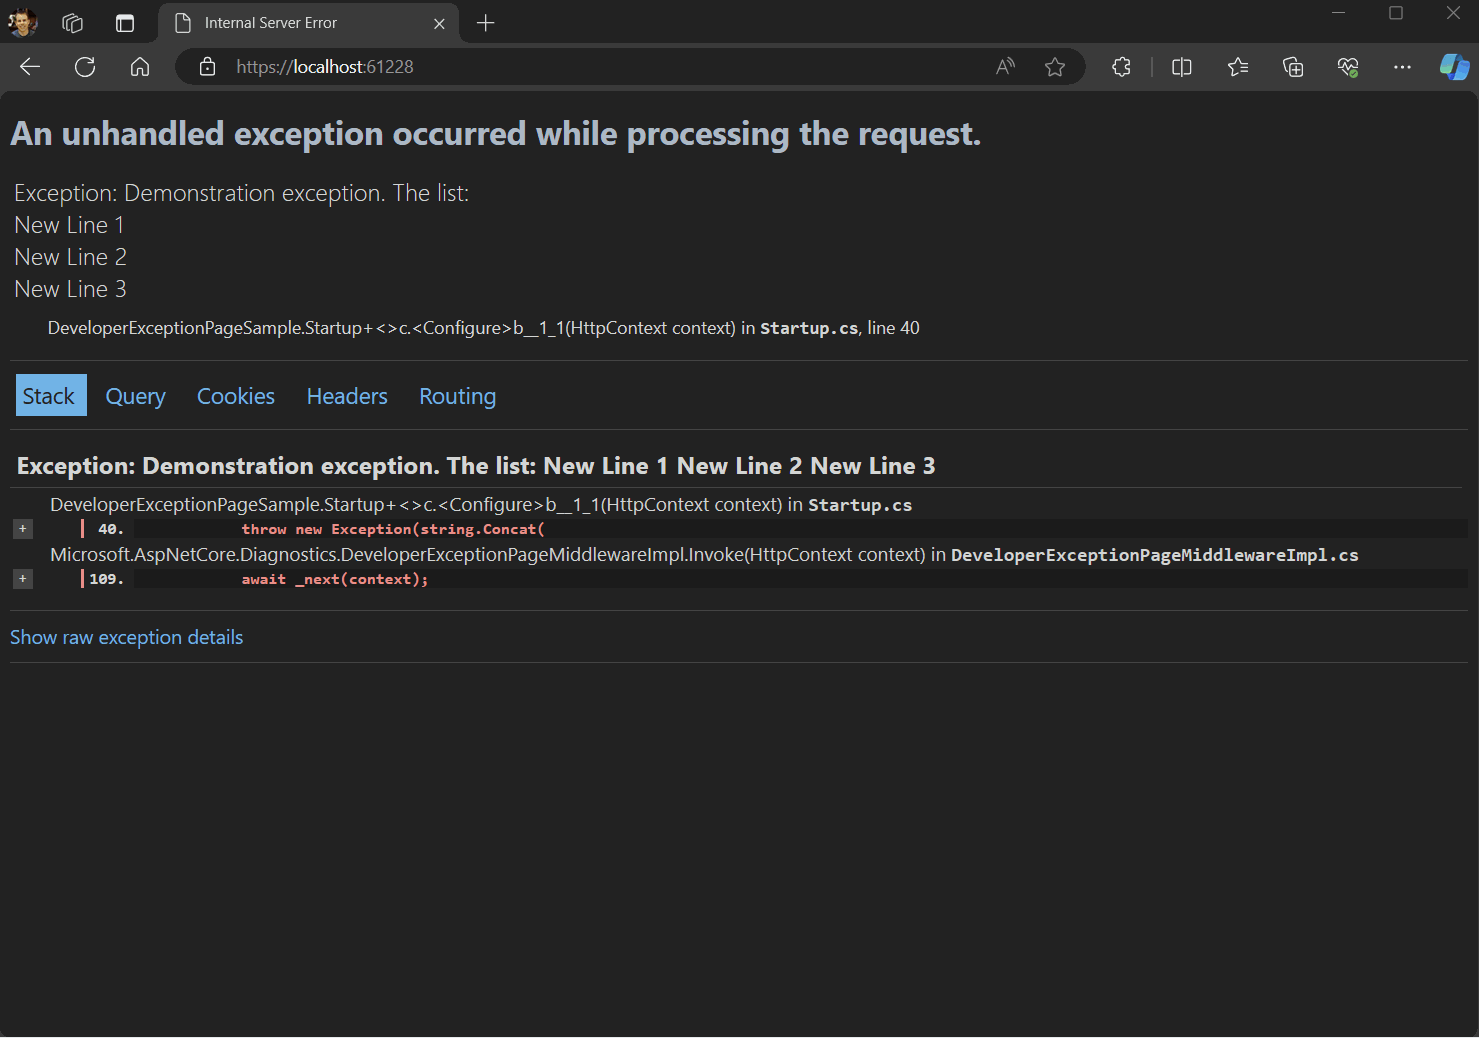 Internal Server Error
https://localhost:61228
An unhandled exception occurred while processing the request.
Exception: Demonstration exception. The list:
New Line 1
New Line 2
New Line 3
DeveloperExceptionPageSample.Startup+<>c.<Configure>b__1_1(HttpContext context) in Startup.cs, line 40
Stack Query Cookies Headers Routing
Exception: Demonstration exception. The list: New Line 1 New Line 2 New Line 3
DeveloperExceptionPageSample.Startup+<>c.<Configure>b__1_1(HttpContext context) in Startup.cs
+ 40. throw new Exception(string.Concat(
Microsoft.AspNetCore.Diagnostics.DeveloperExceptionPageMiddlewareImpl.Invoke(HttpContext context) in DeveloperExceptionPageMiddlewareImpl.cs
+ 109. await _next(context);
Show raw exception details